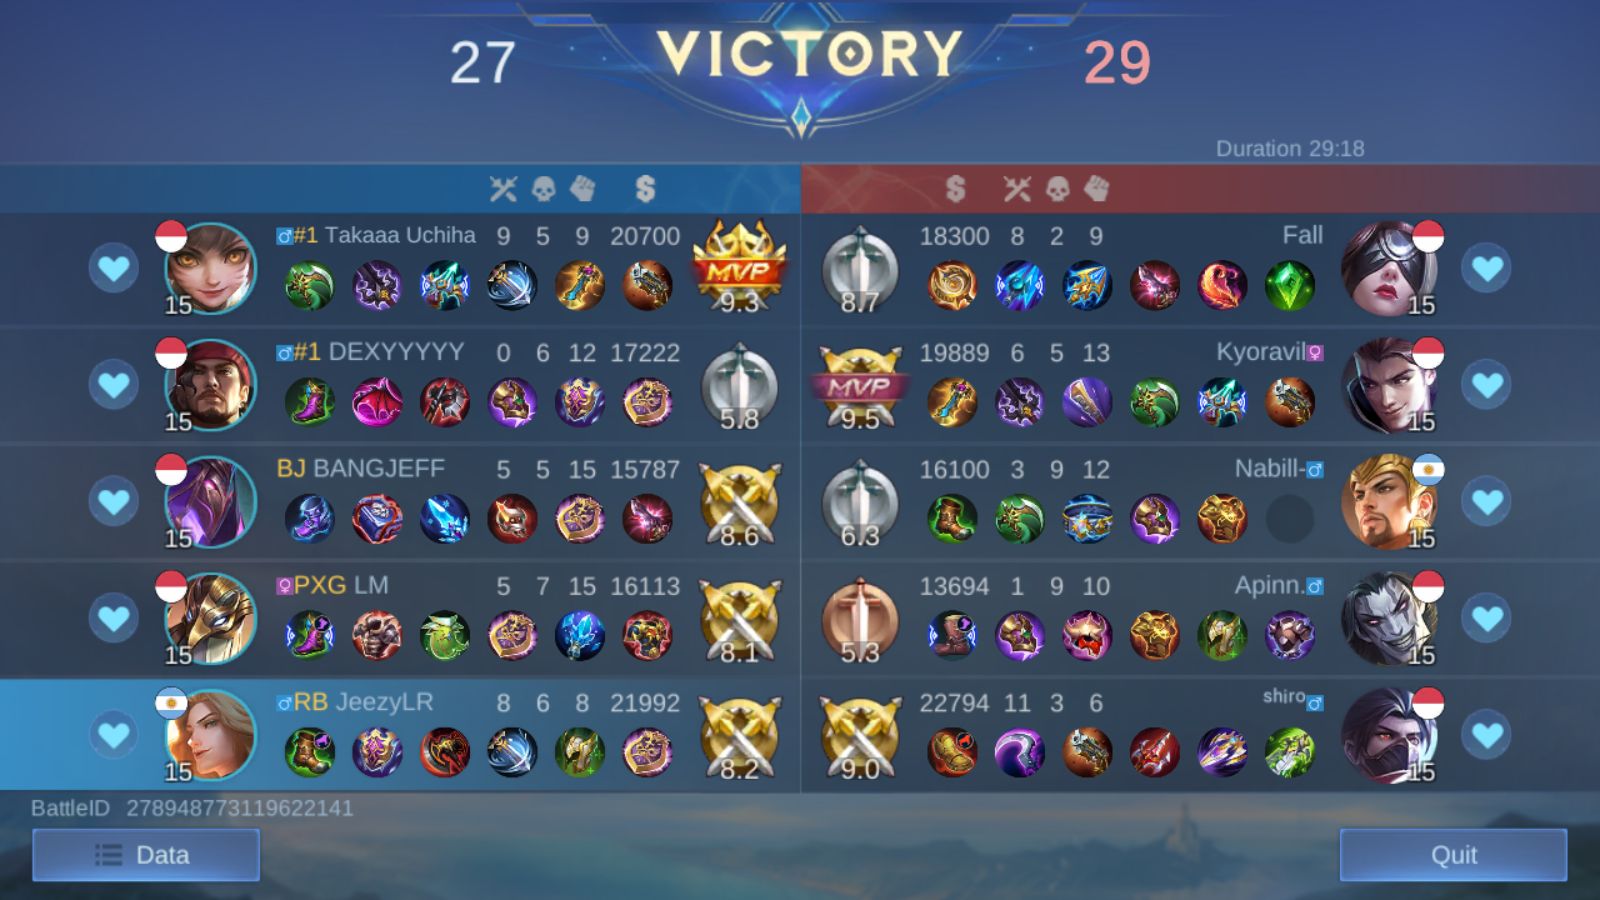 27 VICTORY 29
Duration 29:18
#1 Takaaa Uchiha 9 5 9 20700
MVP
15 9.3
18300 8 2 9 Fall
8.7 15
#1 DEXYYYYY 0 6 12 17222
15 5.8
19889 6 5 13 Kyoravil
MVP
9.5 15
BJ BANGJEFF 5 5 15 15787
15 8.6
16100 3 9 12 Nabill-
6.3 15
PXG LM 5 7 15 16113
15 8.1
13694 1 9 10 Apinn.
5.3 15
RB JeezyLR 8 6 8 21992
15 8.2
22794 11 3 6 shiro
9.0 15
BattleID 278948773119622141
Data
Quit